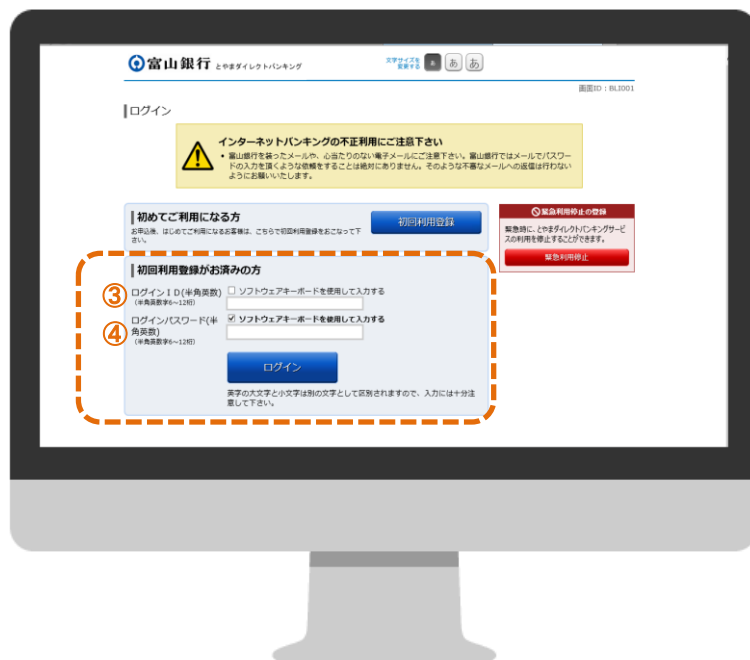 富山銀行 とやまダイレクトバンキング
文字サイズを
変更する
あ あ あ
画面ID：BLI001
ログイン
インターネットバンキングの不正利用にご注意下さい
• 富山銀行を装ったメールや、心当たりのない電子メールにご注意下さい。富山銀行ではメールでパスワー
ドの入力を頂くような依頼をすることは絶対にありません。そのような不審なメールへの返信は行わない
ようにお願いいたします。
初めてご利用になる方
お申込後、はじめてご利用になるお客様は、こちらで初回利用登録をおこなって下
さい。
初回利用登録
緊急利用停止の登録
緊急時に、とやまダイレクトバンキングサービ
スの利用を停止することができます。
緊急利用停止
初回利用登録がお済みの方
③ ログインＩＤ(半角英数) ソフトウェアキーボードを使用して入力する
（半角英数字6～12桁）
④ ログインパスワード(半 ソフトウェアキーボードを使用して入力する
角英数)
（半角英数字6～12桁）
ログイン
英字の大文字と小文字は別の文字として区別されますので、入力には十分注
意して下さい。